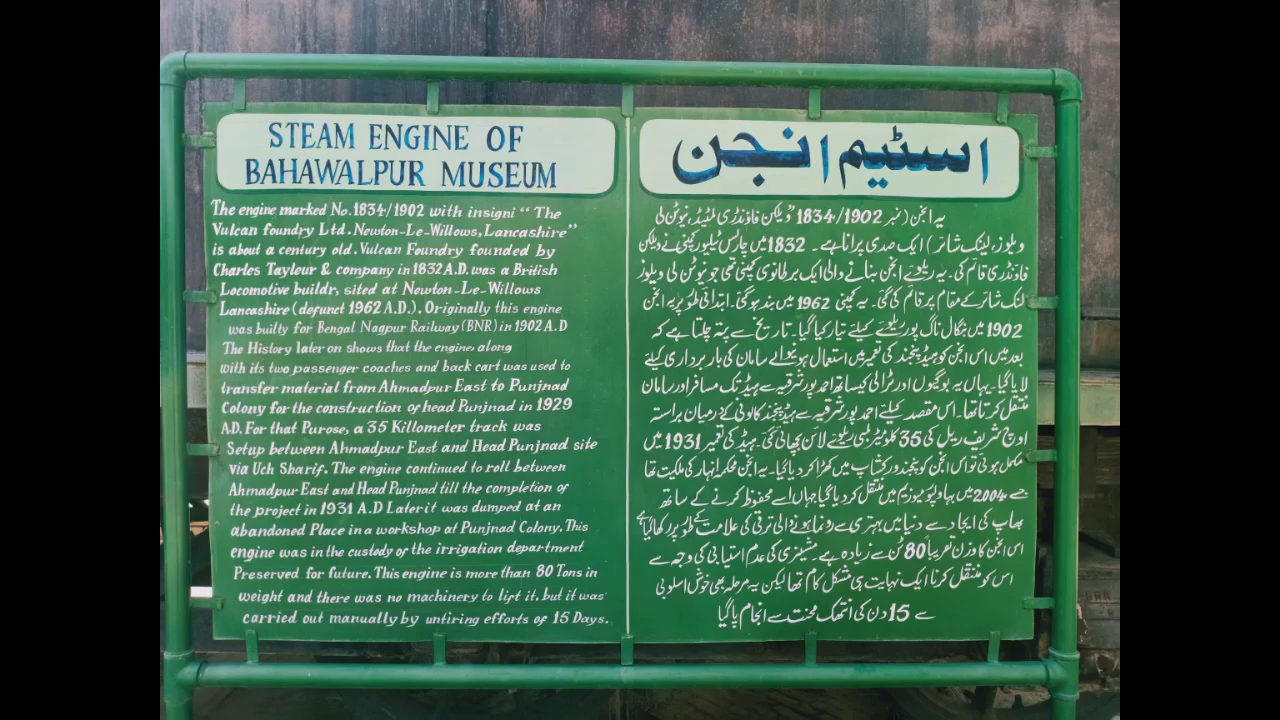 STEAM ENGINE OF
BAHAWALPUR MUSEUM
The engine marked No.1834/1902 with insigni “ The
Vulcan foundry Ltd. Newton-Le-Willows, Lancashire”
is about a century old. Vulcan Foundry founded by
Charles Tayleur & company in 1832 A.D. was a British
Locomotive buildr, sited at Newton-Le-Willows
Lancashire (defunct 1962 A.D.). Originally this engine
was builty for Bengal Nagpur Railway (BNR) in 1902 A.D
The History later on shows that the engine, along
with its two passenger coaches and back cart was used to
transfer material from Ahmadpur East to Punjnad
Colony for the construction of head Punjnad in 1929
A.D. For that Purose, a 35 Killometer track was
Setup between Ahmadpur East and Head Punjnad site
via Uch Sharif. The engine continued to roll between
Ahmadpur East and Head Punjnad till the completion of
the project in 1931 A.D Later it was dumped at an
abandoned Place in a workshop at Punjnad Colony. This
engine was in the custody of the irrigation department
Preserved for future. This engine is more than 80 Tons in
weight and there was no machinery to lift it. but it was
carried out manually by untiring efforts of 15 Days.
اسٹیم انجن
یہ انجن (نمبر 1834/1902 "ویلکن فاؤنڈری لمٹیڈ، نیوٹن لی
ویلوز، لینک شائر) ایک صدی پرانا ہے۔ 1832 میں چارلس ٹیلیور کمپنی نے ویلکن
فاؤنڈری قائم کی۔ یہ ریلوے انجن بنانے والی ایک برطانوی کمپنی تھی جو نیوٹن لی ویلوز
لنک شائر کے مقام پر قائم کی گئی۔ یہ کمپنی 1962 میں بند ہوگئی۔ ابتدائی طور پر یہ انجن
1902 میں بنگال ناگ پور ریلوے کیلئے تیار کیا گیا۔ تاریخ سے پتہ چلتا ہے کہ
بعد میں اس انجن کو ہیڈ پنجند کی تعمیر میں استعمال ہونیوالے سامان کی بار برداری کیلئے
لایا گیا۔ یہاں یہ بوگیوں اور ٹرالی کیساتھ احمد پور شرقیہ سے ہیڈ تک مسافر اور سامان
منتقل کرتا تھا۔ اس مقصد کیلئے احمد پور شرقیہ سے ہیڈ پنجند کالونی کے درمیان براستہ
اوچ شریف ریل کی 35 کلومیٹر لمبی ریلوے لائن بچھائی گئی۔ ہیڈ کی تعمیر 1931 میں
مکمل ہوئی تو اس انجن کو پنجند ورکشاپ میں کھڑا کر دیا گیا۔ یہ انجن محکمہ انہار کی ملکیت تھا
جسے 2004 میں بہاولپور میوزیم میں منتقل کر دیا گیا جہاں اسے محفوظ کرنے کے ساتھ
بھاپ کی ایجاد سے دنیا میں بہتری سے رونما ہونے والی ترقی کی علامت کے طور پر رکھا گیا ہے
اس انجن کا وزن تقریباً 80 ٹن سے زیادہ ہے۔ مشینری کی عدم دستیابی کی وجہ سے
اس کو منتقل کرنا ایک نہایت ہی مشکل کام تھا لیکن یہ مرحلہ بھی خوش اسلوبی
سے 15 دن کی انتھک محنت سے انجام پا گیا